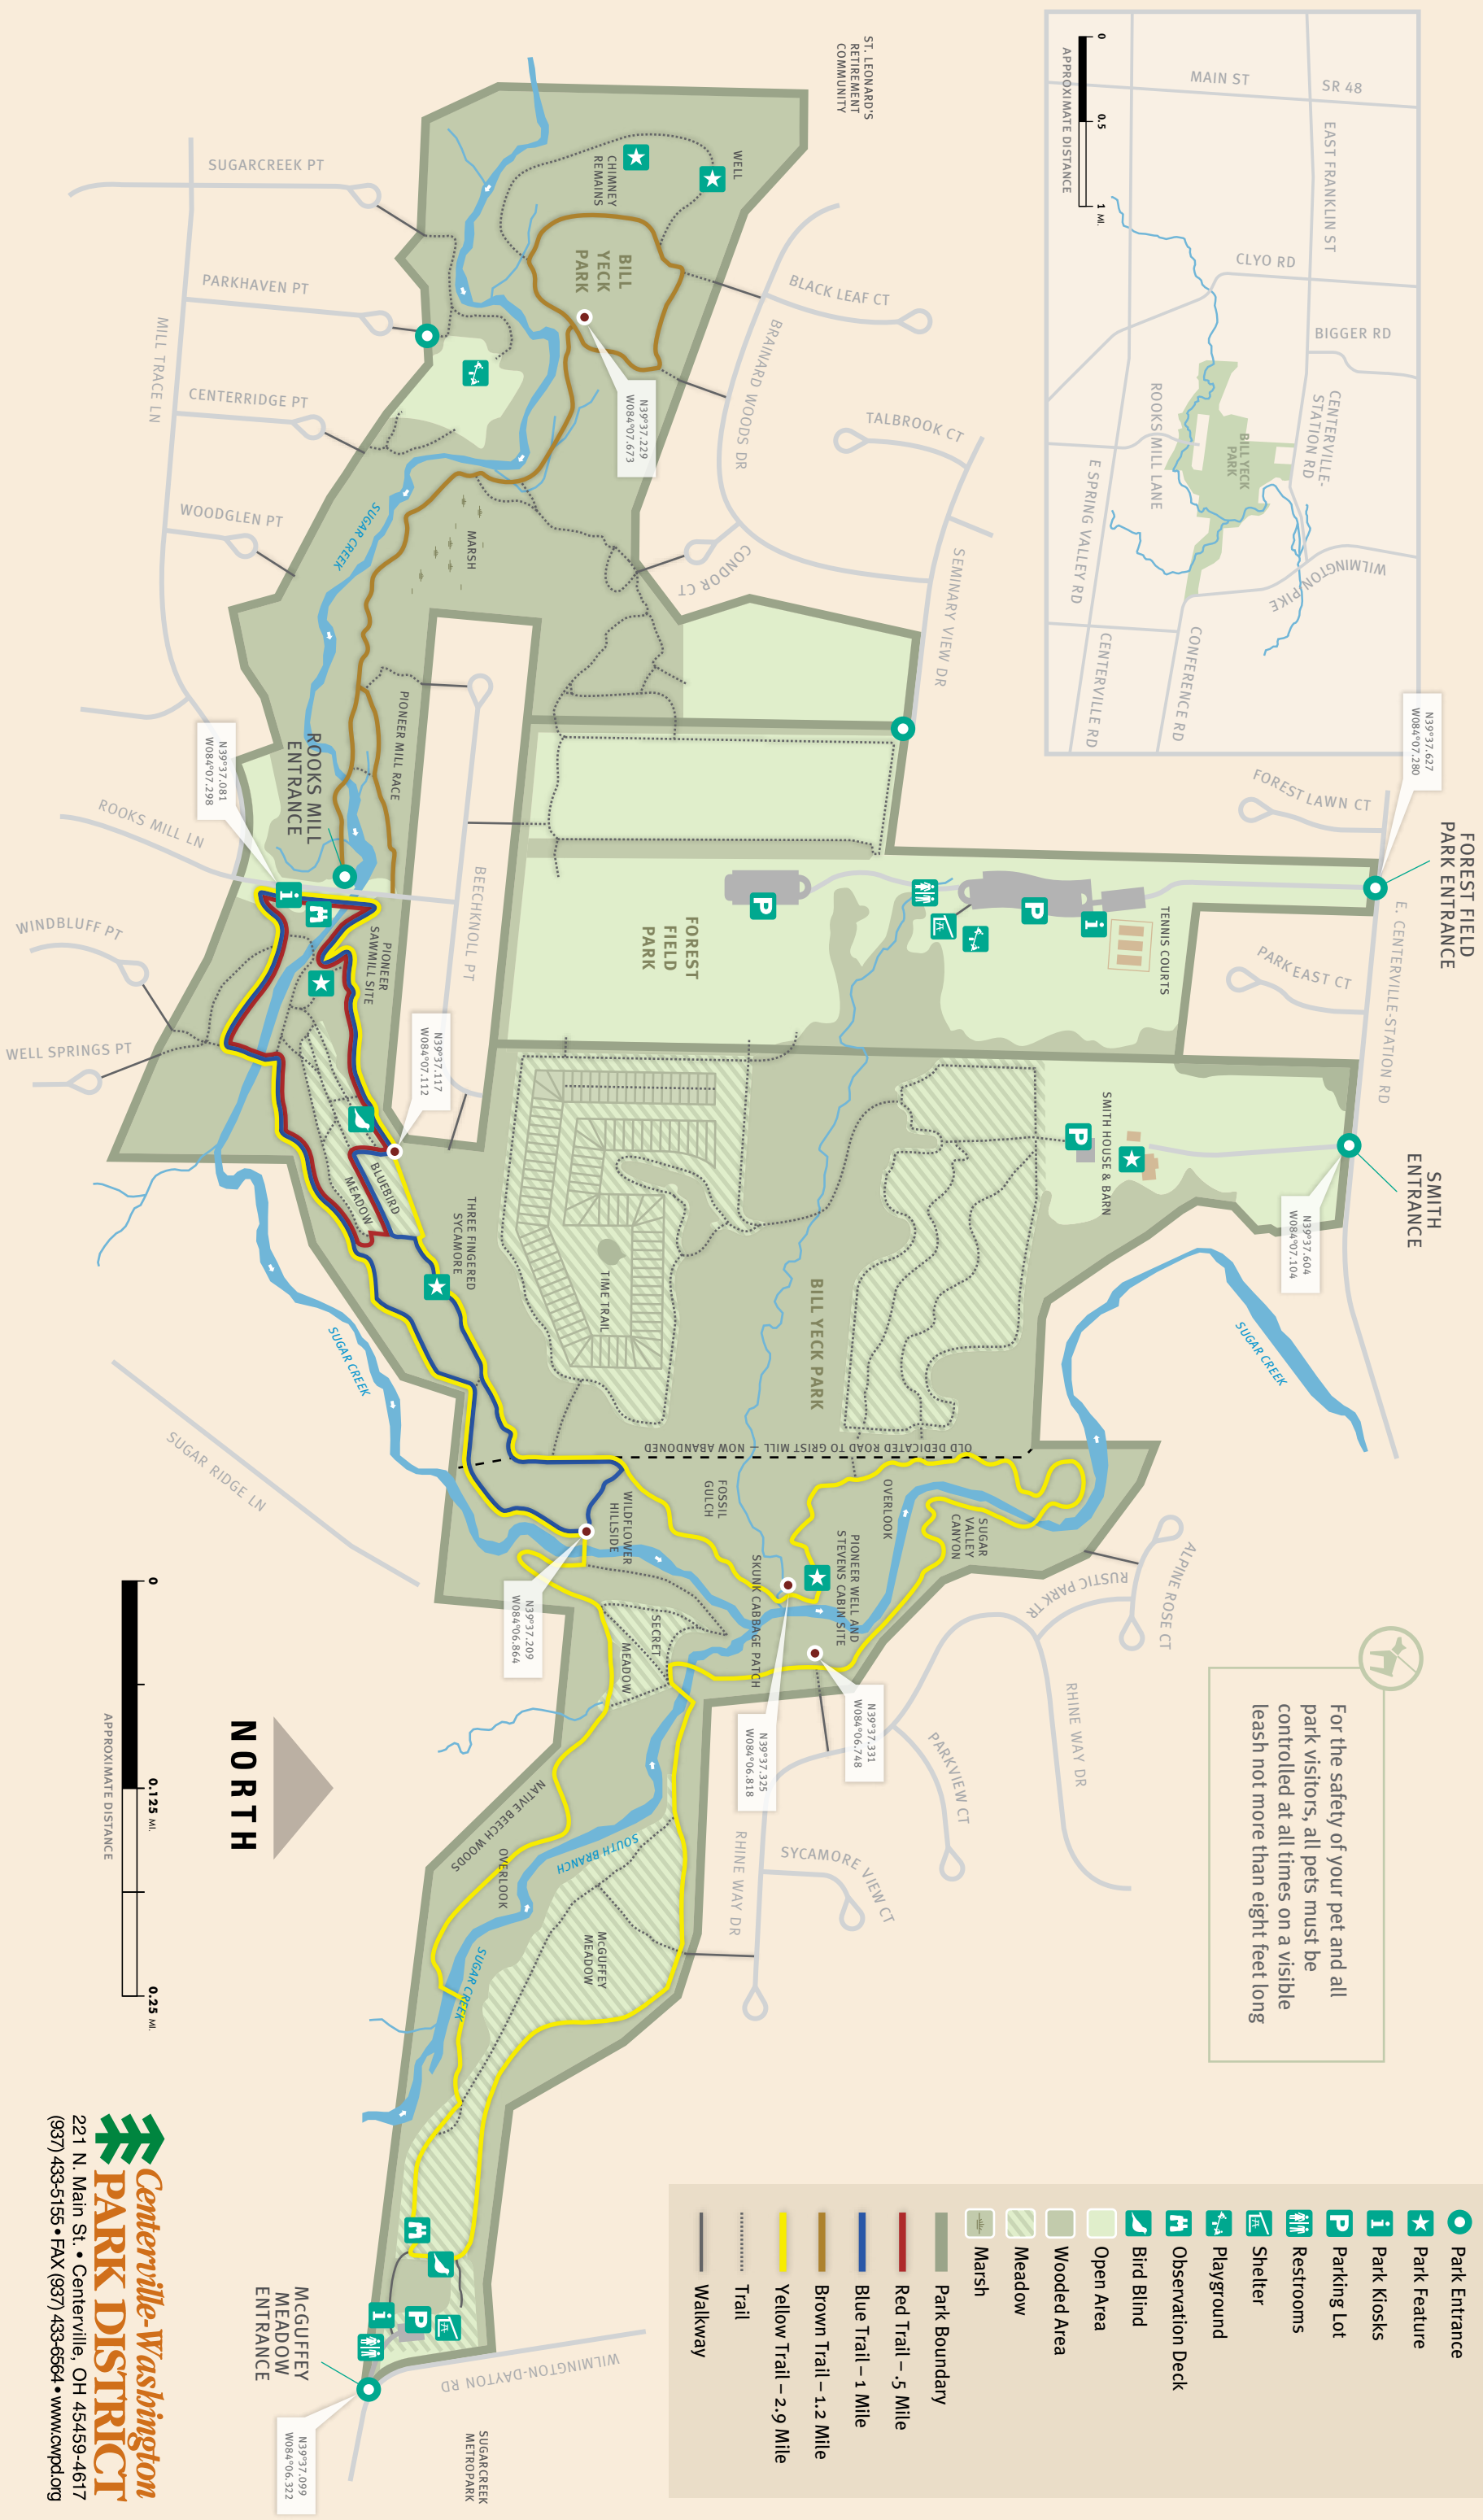 0
0.5
1 MI.
APPROXIMATE DISTANCE
MAIN ST
SR 48
EAST FRANKLIN ST
CLYO RD
BIGGER RD
CENTERVILLE-
STATION RD
BILL YECK
PARK
ROOKS MILL LANE
E SPRING VALLEY RD
WILMINGTON PIKE
CENTERVILLE RD
CONFERENCE RD
ST. LEONARD'S
RETIREMENT
COMMUNITY
FOREST FIELD
PARK ENTRANCE
N39°37.627
W084°07.280
FOREST LAWN CT
E. CENTERVILLE-STATION RD
PARK EAST CT
SMITH
ENTRANCE
N39°37.604
W084°07.104
SUGAR CREEK
SUGARCREEK PT
PARKHAVEN PT
CENTERRIDGE PT
WOODGLEN PT
MILL TRACE LN
WELL
CHIMNEY
REMAINS
BILL
YECK
PARK
BLACK LEAF CT
BRAINARD WOODS DR
TALBROOK CT
N39°37.229
W084°07.673
CONDOR CT
SEMINARY VIEW DR
SUGAR CREEK
MARSH
PIONEER MILL RACE
ROOKS MILL
ENTRANCE
N39°37.081
W084°07.298
ROOKS MILL LN
BEECHKNOLL PT
WINDBLUFF PT
WELL SPRINGS PT
PIONEER
SAWMILL SITE
FOREST
FIELD
PARK
P
P
i
TENNIS COURTS
N39°37.117
W084°07.112
BLUEBIRD
MEADOW
THREE FINGERED
SYCAMORE
TIME TRAIL
BILL YECK PARK
SMITH HOUSE & BARN
P
i
SUGAR CREEK
SUGAR RIDGE LN
OLD DEDICATED ROAD TO GRIST MILL — NOW ABANDONED
FOSSIL
GULCH
WILDFLOWER
HILLSIDE
OVERLOOK
SUGAR
VALLEY
CANYON
PIONEER WELL AND
STEVENS CABIN SITE
SKUNK CABBAGE PATCH
N39°37.209
W084°06.864
SECRET
MEADOW
N39°37.325
W084°06.818
N39°37.331
W084°06.748
ALPINE ROSE CT
RUSTIC PARK TR
RHINE WAY DR
PARKVIEW CT
RHINE WAY DR
SYCAMORE VIEW CT
NATIVE BEECH WOODS
OVERLOOK
SOUTH BRANCH
SUGAR CREEK
McGUFFEY
MEADOW
i
P
McGUFFEY
MEADOW
ENTRANCE
WILMINGTON-DAYTON RD
N39°37.099
W084°06.322
SUGARCREEK
METROPARK
For the safety of your pet and all
park visitors, all pets must be
controlled at all times on a visible
leash not more than eight feet long
NORTH
0
0.125 MI.
0.25 MI.
APPROXIMATE DISTANCE
Park Entrance
Park Feature
i Park Kiosks
P Parking Lot
Restrooms
Shelter
Playground
Observation Deck
Bird Blind
Open Area
Wooded Area
Meadow
Marsh
Park Boundary
Red Trail – .5 Mile
Blue Trail – 1 Mile
Brown Trail – 1.2 Mile
Yellow Trail – 2.9 Mile
Trail
Walkway
Centerville-Washington
PARK DISTRICT
221 N. Main St. • Centerville, OH 45459-4617
(937) 433-5155 • FAX (937) 433-6564 • www.cwpd.org